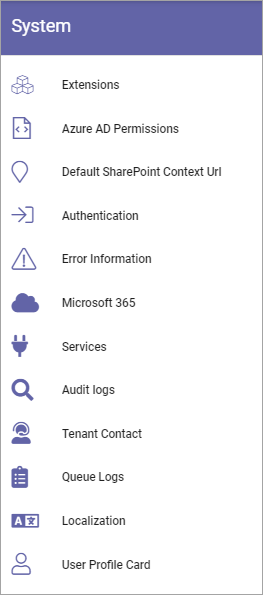 System
Extensions
Azure AD Permissions
Default SharePoint Context Url
Authentication
Error Information
Microsoft 365
Services
Audit logs
Tenant Contact
Queue Logs
Localization
User Profile Card